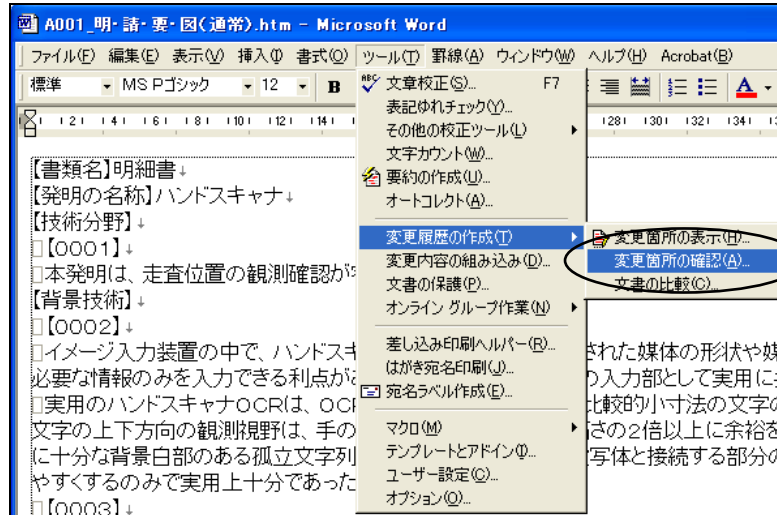 A001_明・請・要・図(通常).htm - Microsoft Word
ファイル(F) 編集(E) 表示(V) 挿入(I) 書式(O) ツール(T) 罫線(A) ウィンドウ(W) ヘルプ(H) Acrobat(B)
標準 MS Pゴシック 12 B A
文章校正(S)... F7
表記ゆれチェック(Y)...
その他の校正ツール(L)
文字カウント(W)...
要約の作成(U)...
オートコレクト(A)...
変更履歴の作成(T)
変更箇所の表示(H)...
変更箇所の確認(A)...
文書の比較(C)...
変更内容の組み込み(D)...
文書の保護(P)...
オンライン グループ作業(N)
差し込み印刷ヘルパー(R)...
はがき宛名印刷(J)...
宛名ラベル作成(E)...
マクロ(M)
テンプレートとアドイン(I)...
ユーザー設定(C)...
オプション(O)...
2 4 6 8 10 12 14 28 30 32 34
【書類名】明細書↓
【発明の名称】ハンドスキャナ↓
【技術分野】↓
□【0001】↓
□本発明は、走査位置の観測確認が
【背景技術】↓
□【0002】↓
□イメージ入力装置の中で、ハンドスキ された媒体の形状や媒
必要な情報のみを入力できる利点が の入力部として実用に
□実用のハンドスキャナOCRは、OC 比較的小寸法の文字の
文字の上下方向の観測視野は、手の さの2倍以上に余裕を
に十分な背景白部のある孤立文字列 写体と接続する部分の
やすくするのみで実用上十分であった
□【0003】↓